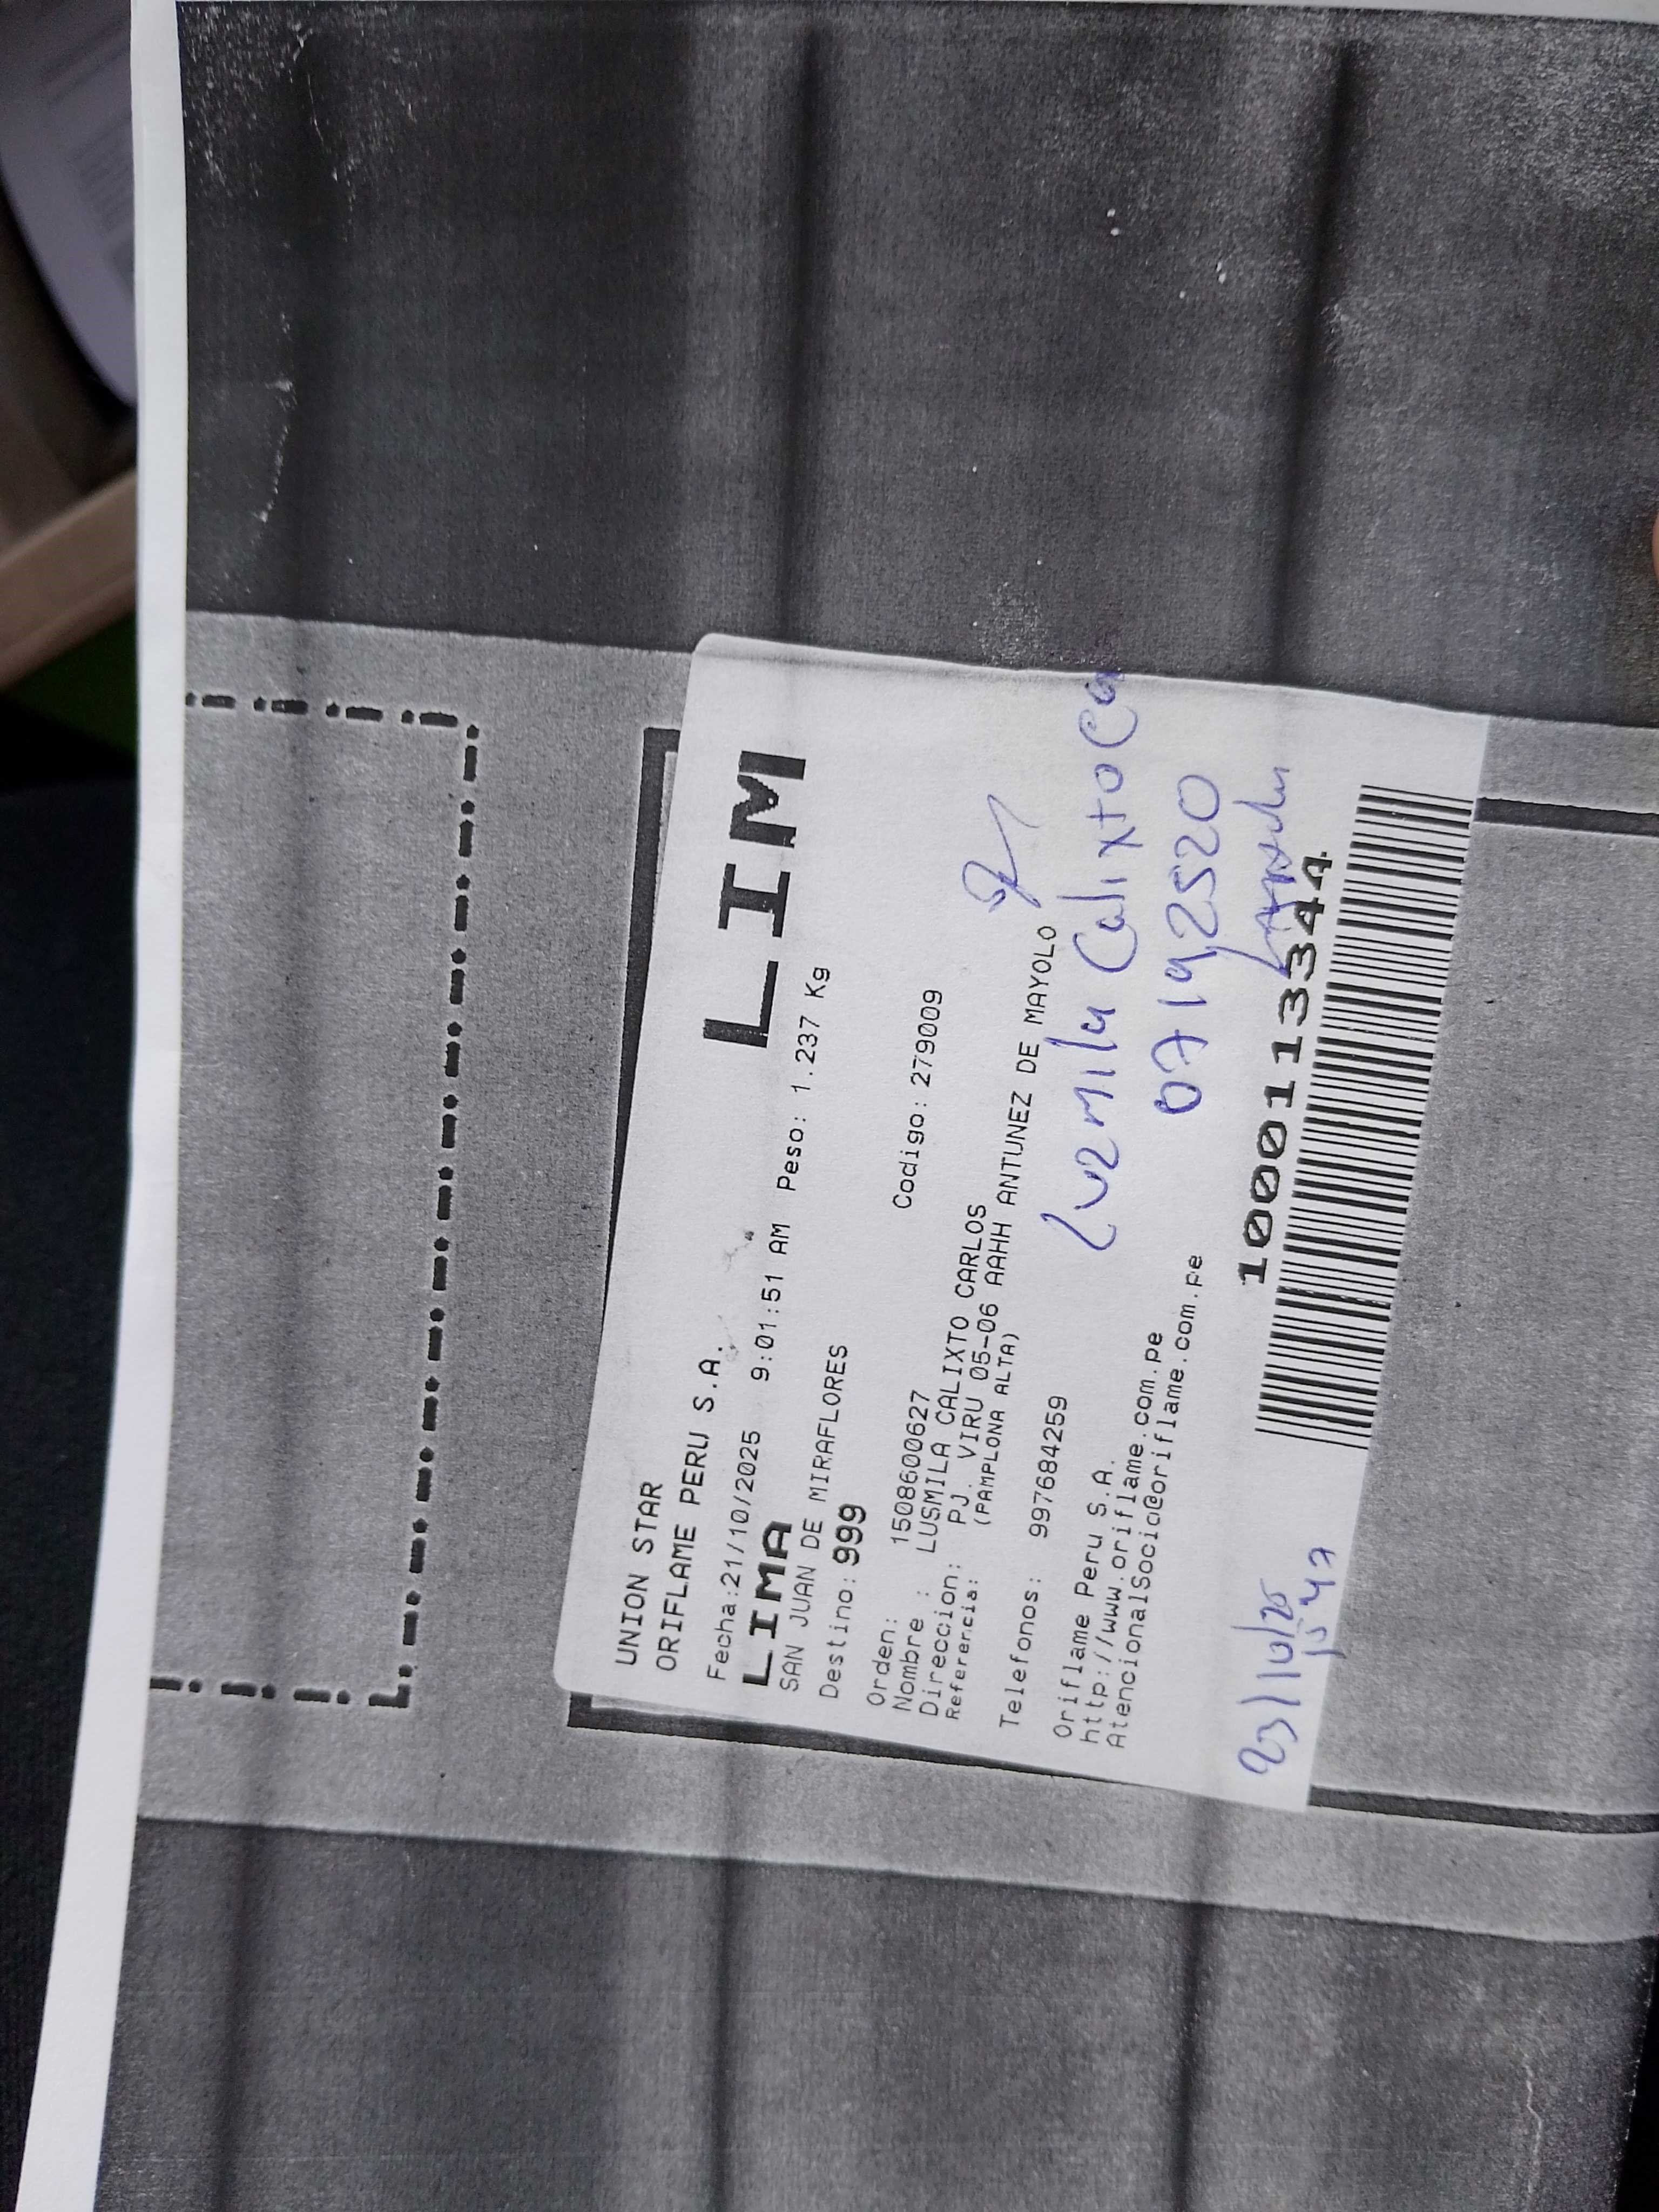 UNION STAR
ORIFLAME PERU S.A.
LIM
Fecha:21/10/2025 9:01:51 AM Peso: 1.237 Kg
LIMA
SAN JUAN DE MIRAFLORES
Destino: 999
Orden: 1508600627 Codigo: 279009
Nombre : LUSMILA CALIXTO CARLOS
Direccion: PJ. VIRU 05-06 AAHH ANTUNEZ DE MAYOLO
Referencia: (PAMPLONA ALTA)
Telefonos: 997684259
Luzmila Calixto Ca
07192520
Oriflame Peru S.A.
http://www.oriflame.com.pe
AtencionalSocio@oriflame.com.pe
1000113344
23/10/25